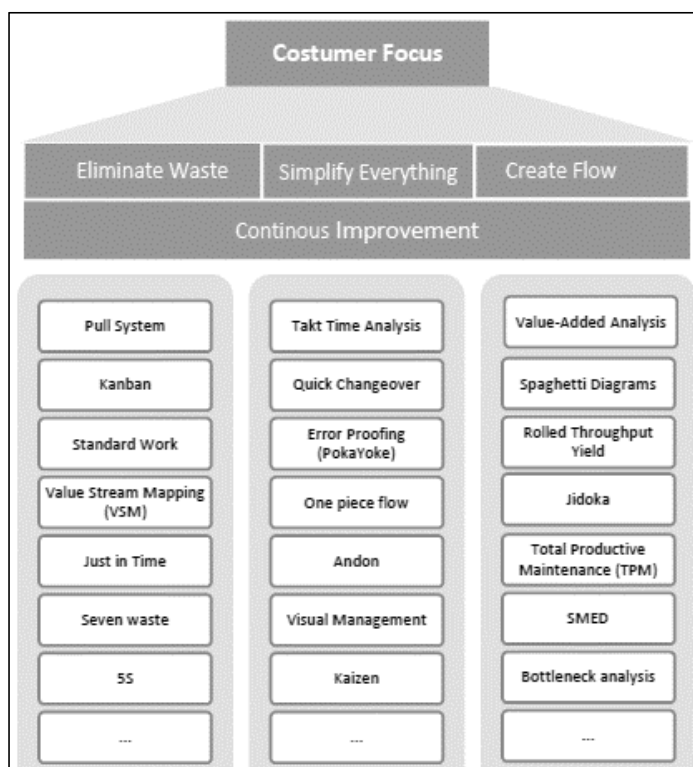 Costumer Focus
Eliminate Waste
Simplify Everything
Create Flow
Continous Improvement
Pull System
Kanban
Standard Work
Value Stream Mapping
(VSM)
Just in Time
Seven waste
5S
---
Takt Time Analysis
Quick Changeover
Error Proofing
(PokaYoke)
One piece flow
Andon
Visual Management
Kaizen
---
Value-Added Analysis
Spaghetti Diagrams
Rolled Throughput
Yield
Jidoka
Total Productive
Maintenance (TPM)
SMED
Bottleneck analysis
---